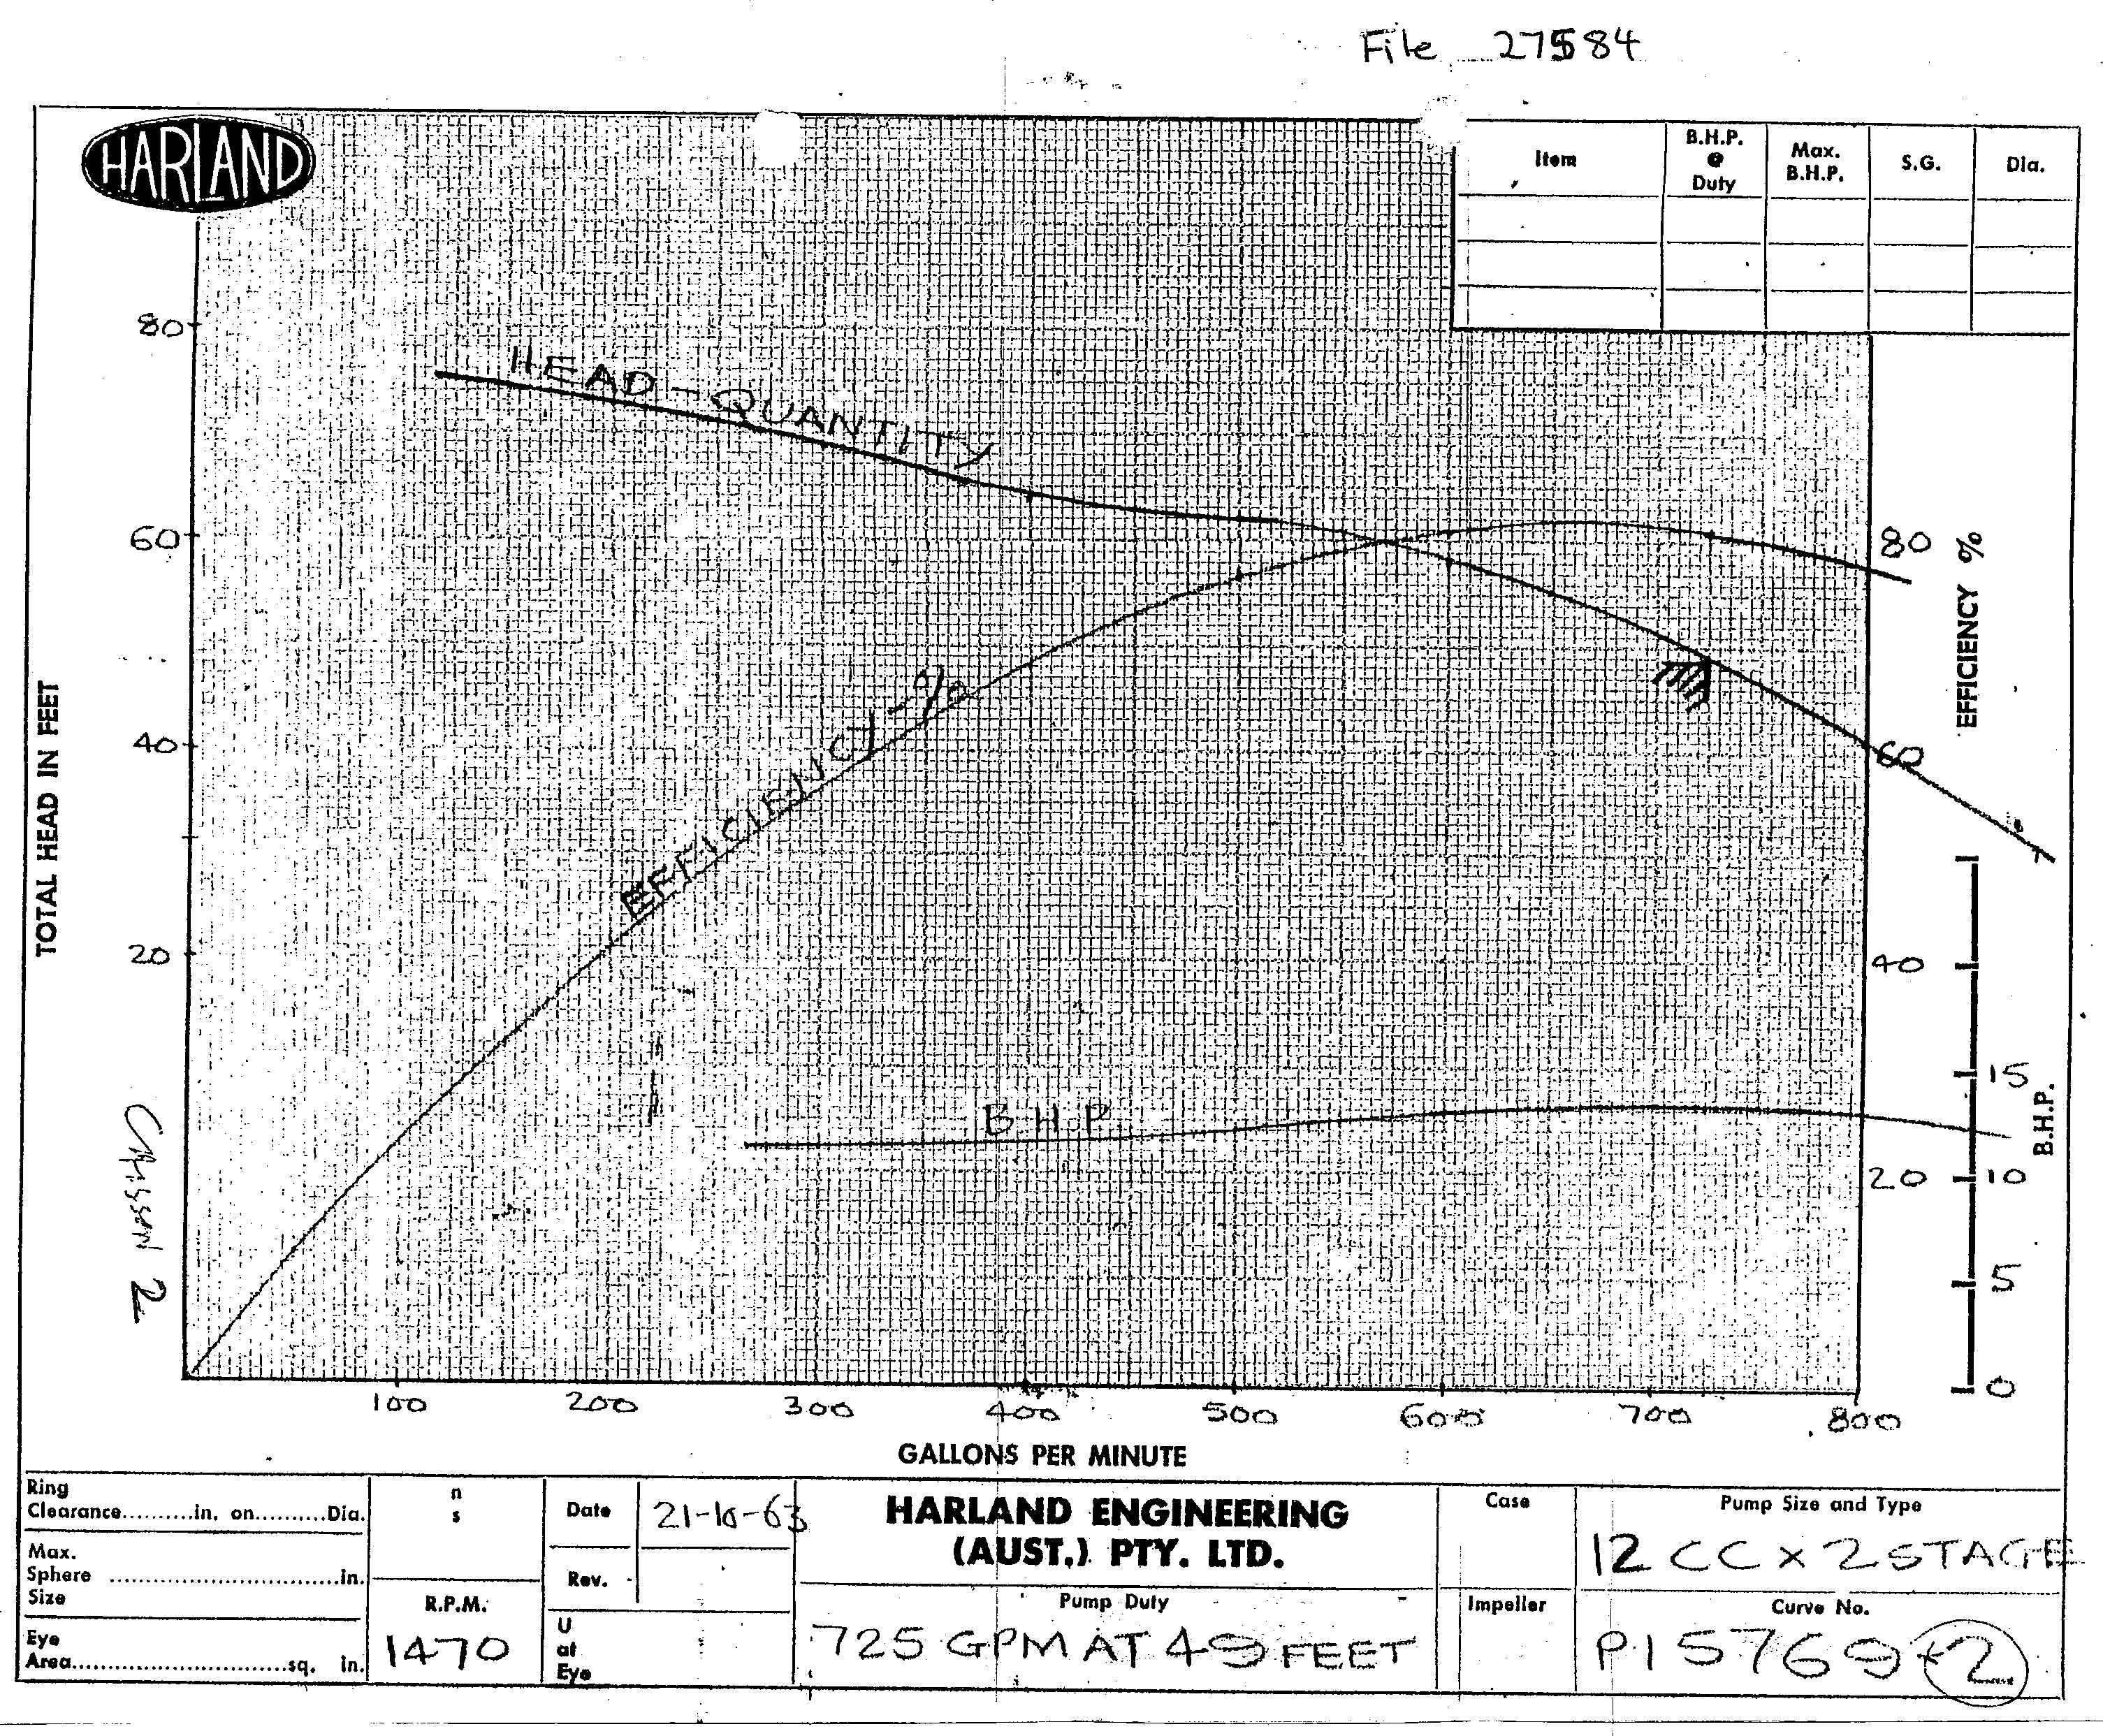 File 27584
HARLAND
Item
B.H.P.
@
Duty
Max.
B.H.P.
S.G.
Dia.
80
60
40
20
TOTAL HEAD IN FEET
HEAD - QUANTITY
EFFICIENCY - %
B.H.P.
80
60
40
20
EFFICIENCY %
15
10
5
0
B.H.P.
2
100 200 300 400 500 600 700 800
GALLONS PER MINUTE
Ring
Clearance..........in. on..........Dia.
Max.
Sphere ..............................in.
Size
Eye
Area..............................sq. in.
n
s
R.P.M.
1470
Date 21-10-63
Rev.
U
at
Eye
HARLAND ENGINEERING
(AUST.) PTY. LTD.
Pump Duty
725 GPM AT 49 FEET
Case
Impeller
Pump Size and Type
12 CC x 2 STAGE
Curve No.
P15769-2